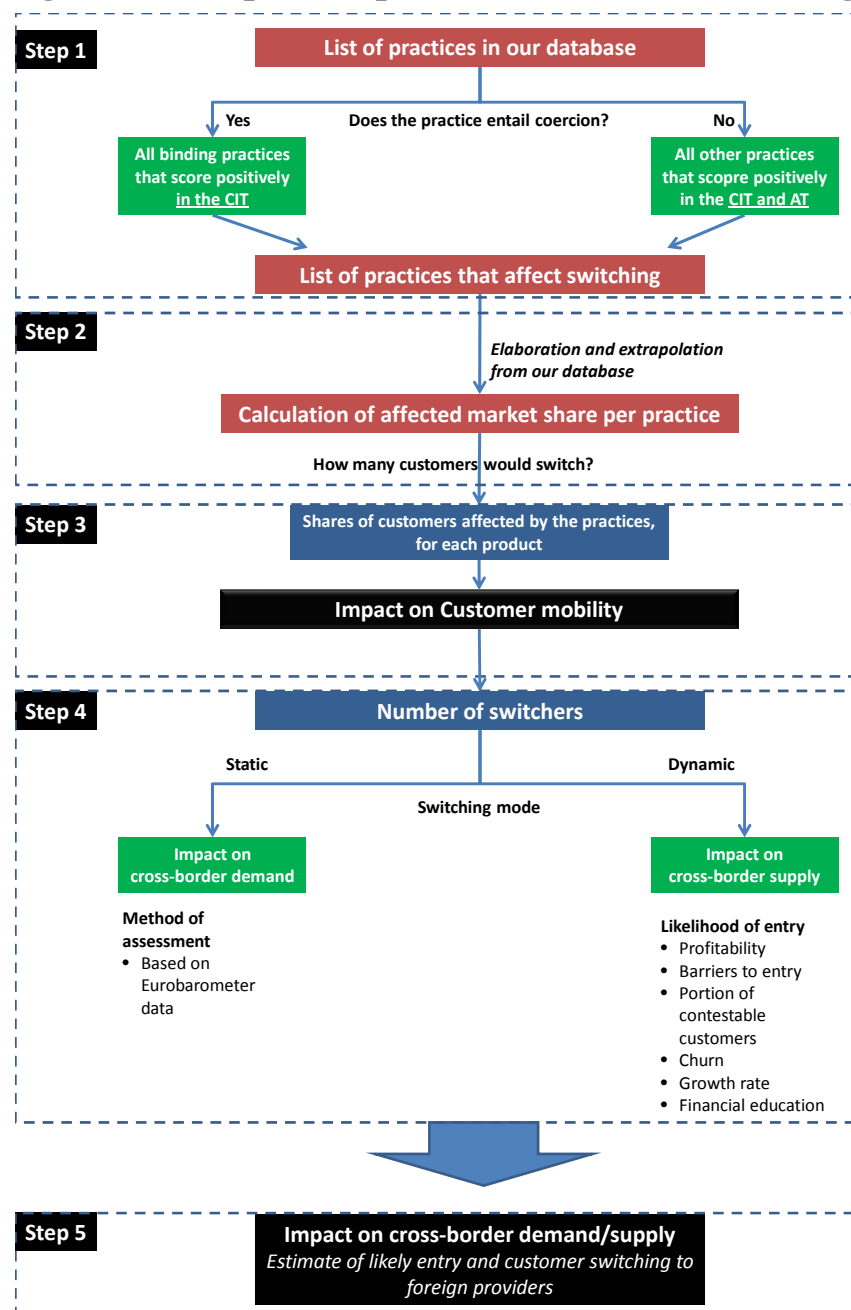 Step 1
List of practices in our database
Yes
Does the practice entail coercion?
No
All binding practices
that score positively
in the CIT
All other practices
that scopre positively
in the CIT and AT
List of practices that affect switching
Step 2
Elaboration and extrapolation
from our database
Calculation of affected market share per practice
How many customers would switch?
Step 3
Shares of customers affected by the practices,
for each product
Impact on Customer mobility
Step 4
Number of switchers
Static
Dynamic
Switching mode
Impact on
cross-border demand
Impact on
cross-border supply
Method of
assessment
• Based on
Eurobarometer
data
Likelihood of entry
• Profitability
• Barriers to entry
• Portion of
contestable
customers
• Churn
• Growth rate
• Financial education
Step 5
Impact on cross-border demand/supply
Estimate of likely entry and customer switching to
foreign providers